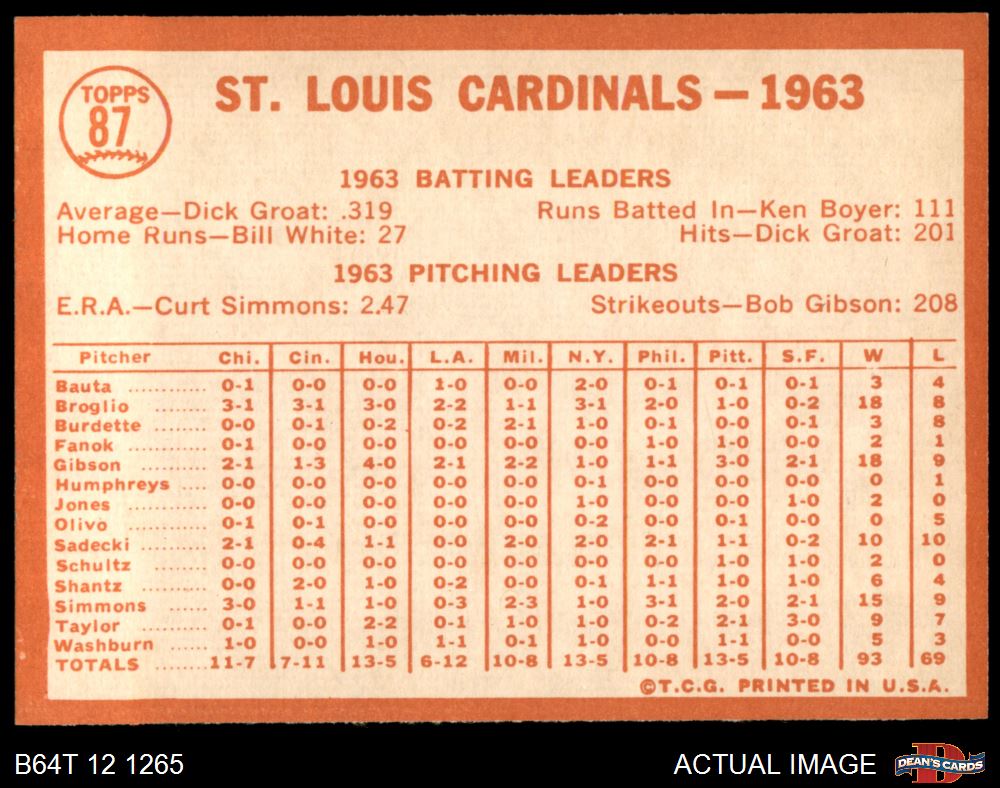 TOPPS
87
ST. LOUIS CARDINALS — 1963
1963 BATTING LEADERS
Average—Dick Groat: .319 Runs Batted In—Ken Boyer: 111
Home Runs—Bill White: 27 Hits—Dick Groat: 201
1963 PITCHING LEADERS
E.R.A.—Curt Simmons: 2.47 Strikeouts—Bob Gibson: 208
Pitcher Chi. Cin. Hou. L.A. Mil. N.Y. Phil. Pitt. S.F. W L
Bauta .......... 0-1 0-0 0-0 1-0 0-0 2-0 0-1 0-1 0-1 3 4
Broglio ........ 3-1 3-1 3-0 2-2 1-1 3-1 2-0 1-0 0-2 18 8
Burdette ...... 0-0 0-1 0-2 0-2 2-1 1-0 0-1 0-0 0-1 3 8
Fanok .......... 0-1 0-0 0-0 0-0 0-0 0-0 1-0 1-0 0-0 2 1
Gibson ........ 2-1 1-3 4-0 2-1 2-2 1-0 1-1 3-0 2-1 18 9
Humphreys .... 0-0 0-0 0-0 0-0 0-0 0-1 0-0 0-0 0-0 0 1
Jones .......... 0-0 0-0 0-0 0-0 0-0 1-0 0-0 0-0 1-0 2 0
Olivo .......... 0-1 0-1 0-0 0-0 0-0 0-2 0-0 0-1 0-0 0 5
Sadecki ........ 2-1 0-4 1-1 0-0 2-0 2-0 2-1 1-1 0-2 10 10
Schultz ........ 0-0 0-0 0-0 0-0 0-0 0-0 0-0 1-0 1-0 2 0
Shantz ........ 0-0 2-0 1-0 0-2 0-0 0-1 1-1 1-0 1-0 6 4
Simmons ...... 3-0 1-1 1-0 0-3 2-3 1-0 3-1 2-0 2-1 15 9
Taylor .......... 0-1 0-0 2-2 0-1 1-0 1-0 0-2 2-1 3-0 9 7
Washburn ...... 1-0 0-0 1-0 1-1 0-1 1-0 0-0 1-1 0-0 5 3
TOTALS ........ 11-7 7-11 13-5 6-12 10-8 13-5 10-8 13-5 10-8 93 69
©T.C.G. PRINTED IN U.S.A.
B64T 12 1265 ACTUAL IMAGE
D
DEAN'S CARDS